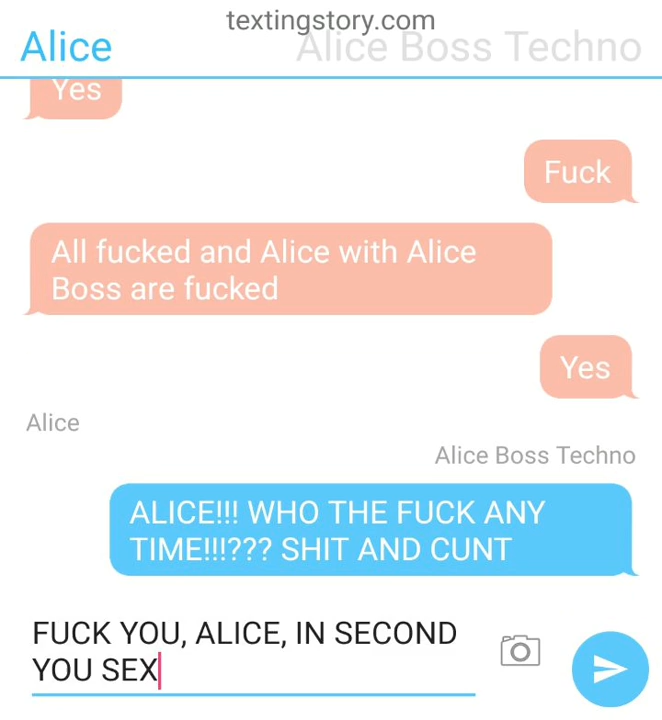 textingstory.com
Alice
Alice Boss Techno
Yes
Fuck
All fucked and Alice with Alice
Boss are fucked
Yes
Alice
Alice Boss Techno
ALICE!!! WHO THE FUCK ANY
TIME!!!??? SHIT AND CUNT
FUCK YOU, ALICE, IN SECOND
YOU SEX